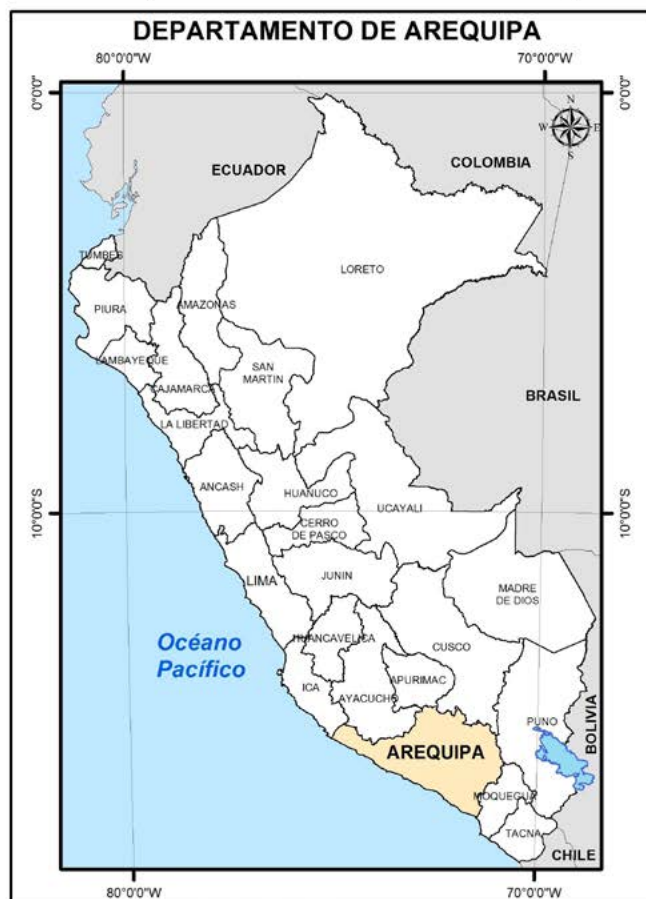 DEPARTAMENTO DE AREQUIPA
80°0'0"W
70°0'0"W
0°0'0"
0°0'0"
N
W
E
S
ECUADOR
COLOMBIA
TUMBES
LORETO
PIURA
AMAZONAS
LAMBAYEQUE
SAN
MARTIN
CAJAMARCA
BRASIL
LA LIBERTAD
ANCASH
HUANUCO
UCAYALI
10°0'0"S
10°0'0"S
CERRO
DE PASCO
LIMA
JUNIN
MADRE
DE DIOS
Océano
Pacífico
HUANCAVELICA
CUSCO
ICA
AYACUCHO
APURIMAC
PUNO
BOLIVIA
AREQUIPA
MOQUEGUA
TACNA
CHILE
80°0'0"W
70°0'0"W